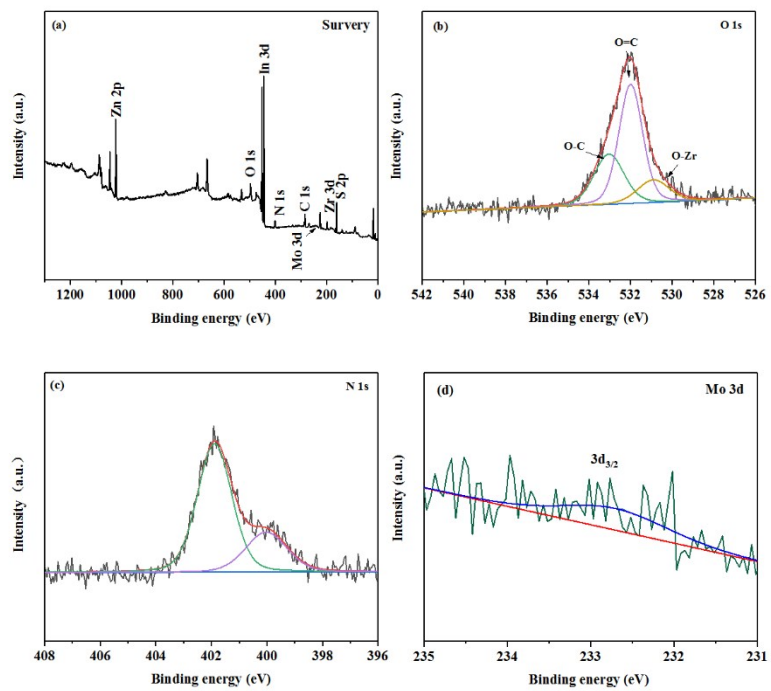 (a)
Survery
Zn 2p
In 3d
O 1s
N 1s
C 1s
Mo 3d
Zr 3d
S 2p
Intensity (a.u.)
1200 1000 800 600 400 200 0
Binding energy (eV)
(b)
O 1s
O=C
O-C
O-Zr
Intensity (a.u.)
542 540 538 536 534 532 530 528 526
Binding energy (eV)
(c)
N 1s
Intensity (a.u.)
408 406 404 402 400 398 396
Binding energy (eV)
(d)
Mo 3d
3d3/2
Intensity (a.u.)
235 234 233 232 231
Binding energy (eV)